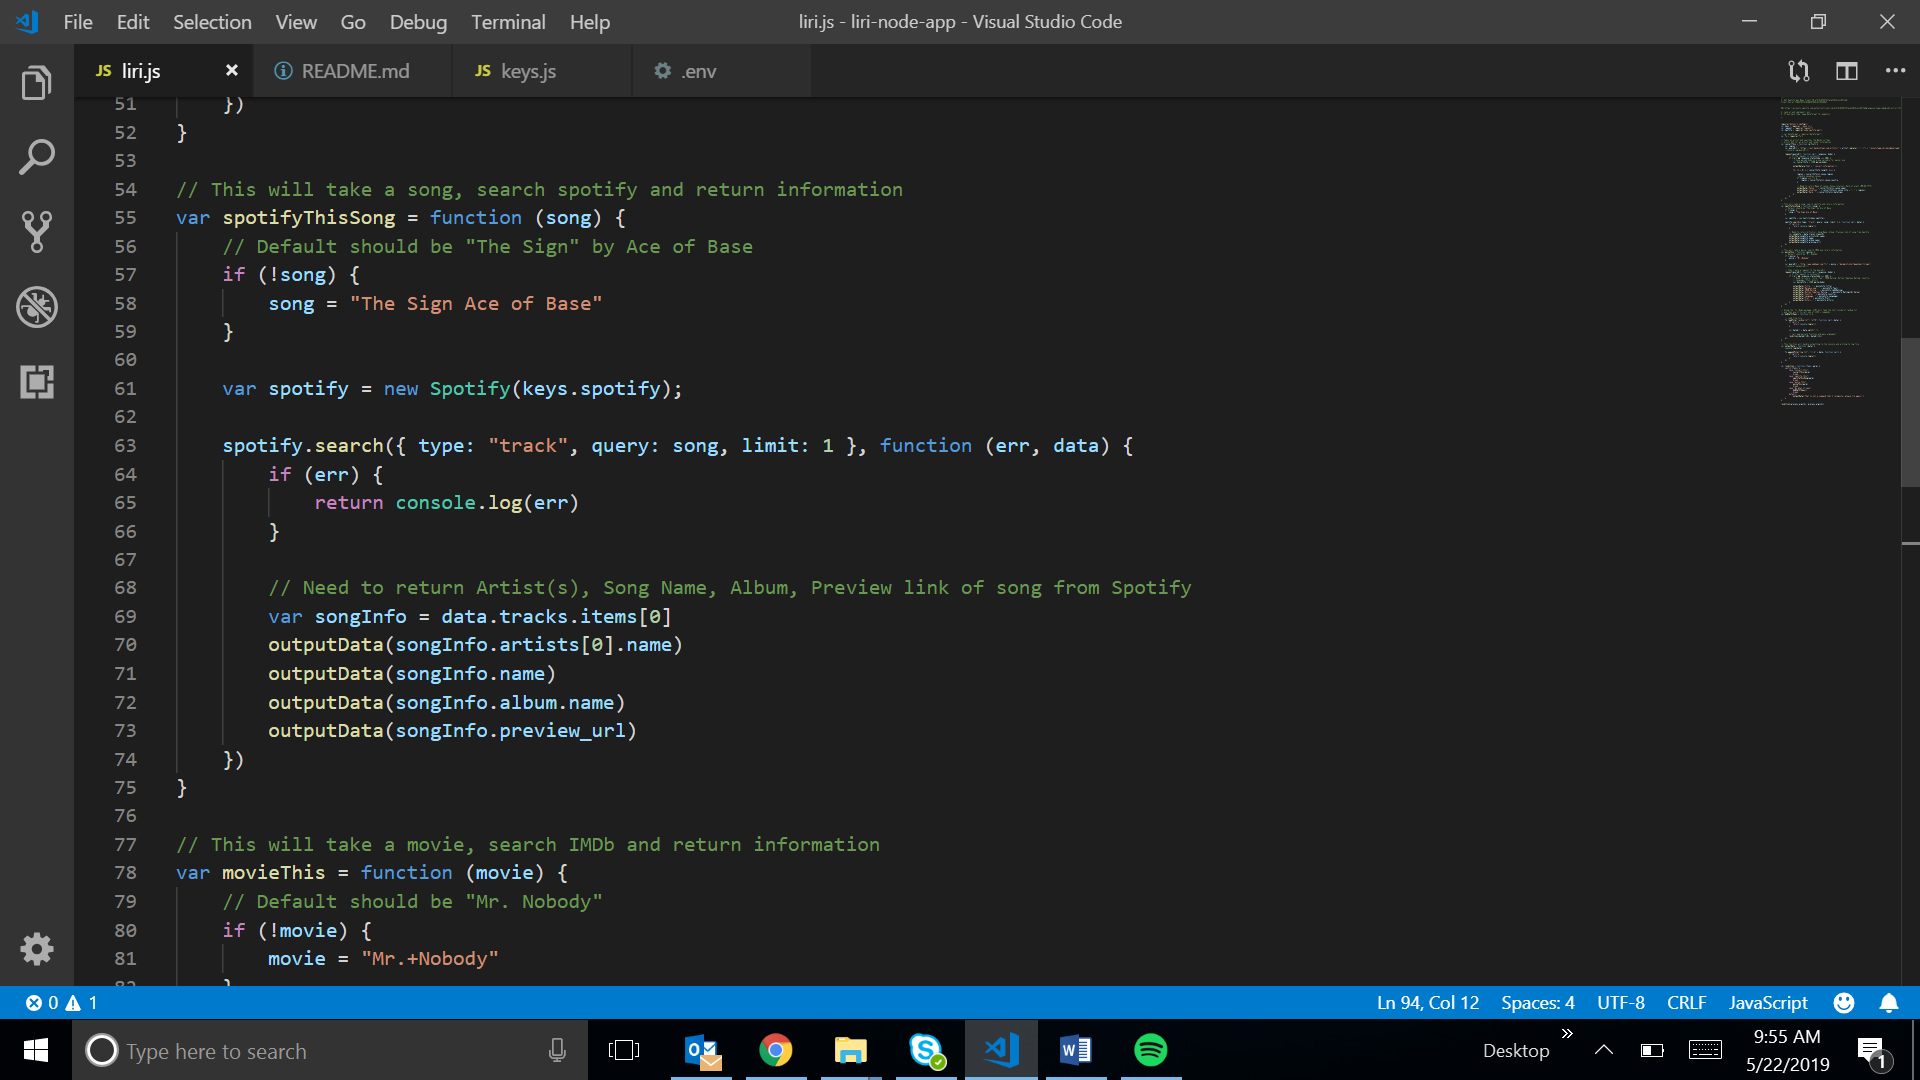 File Edit Selection View Go Debug Terminal Help liri.js - liri-node-app - Visual Studio Code
JS liri.js README.md JS keys.js .env
51 })
52 }
53
54 // This will take a song, search spotify and return information
55 var spotifyThisSong = function (song) {
56 // Default should be "The Sign" by Ace of Base
57 if (!song) {
58 song = "The Sign Ace of Base"
59 }
60
61 var spotify = new Spotify(keys.spotify);
62
63 spotify.search({ type: "track", query: song, limit: 1 }, function (err, data) {
64 if (err) {
65 return console.log(err)
66 }
67
68 // Need to return Artist(s), Song Name, Album, Preview link of song from Spotify
69 var songInfo = data.tracks.items[0]
70 outputData(songInfo.artists[0].name)
71 outputData(songInfo.name)
72 outputData(songInfo.album.name)
73 outputData(songInfo.preview_url)
74 })
75 }
76
77 // This will take a movie, search IMDb and return information
78 var movieThis = function (movie) {
79 // Default should be "Mr. Nobody"
80 if (!movie) {
81 movie = "Mr.+Nobody"
82 }
0 1 Ln 94, Col 12 Spaces: 4 UTF-8 CRLF JavaScript
Type here to search Desktop 9:55 AM
5/22/2019 1